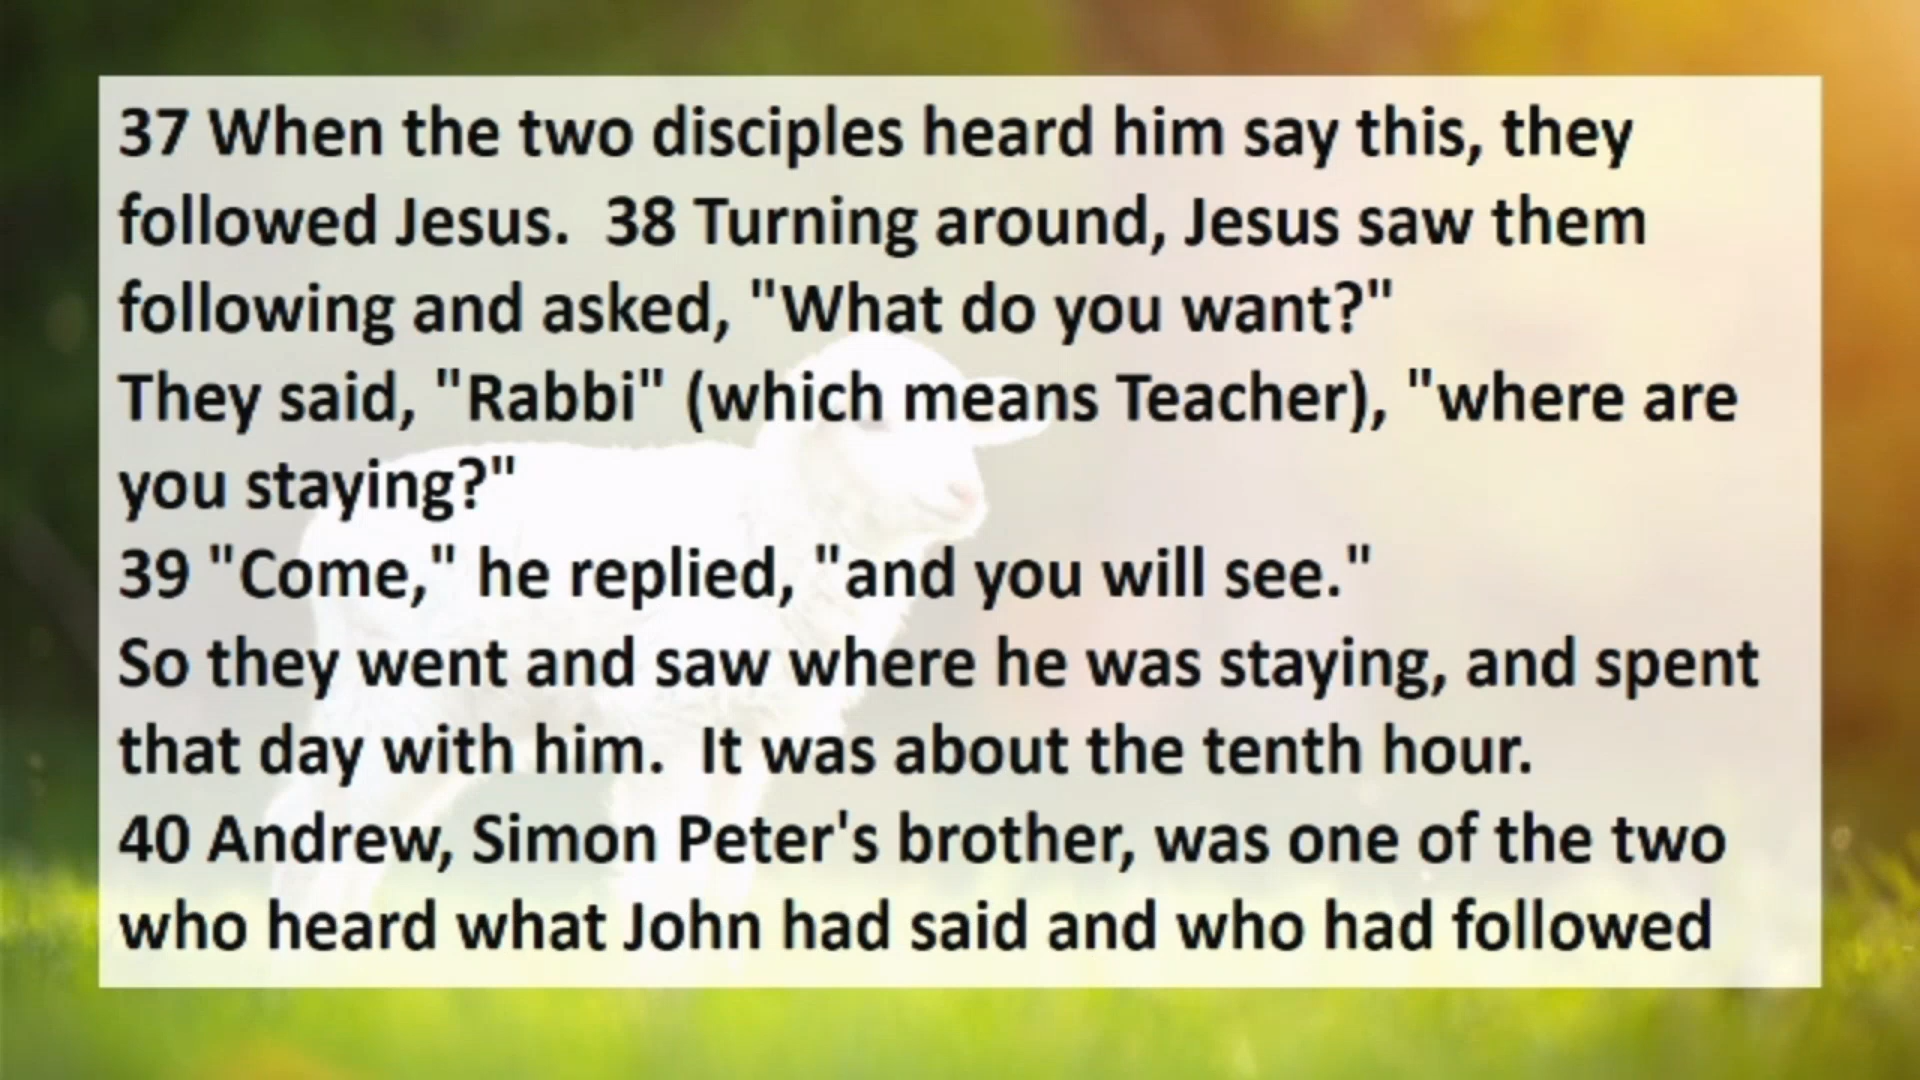 37 When the two disciples heard him say this, they
followed Jesus.  38 Turning around, Jesus saw them
following and asked, "What do you want?"
They said, "Rabbi" (which means Teacher), "where are
you staying?"
39 "Come," he replied, "and you will see."
So they went and saw where he was staying, and spent
that day with him.  It was about the tenth hour.
40 Andrew, Simon Peter's brother, was one of the two
who heard what John had said and who had followed